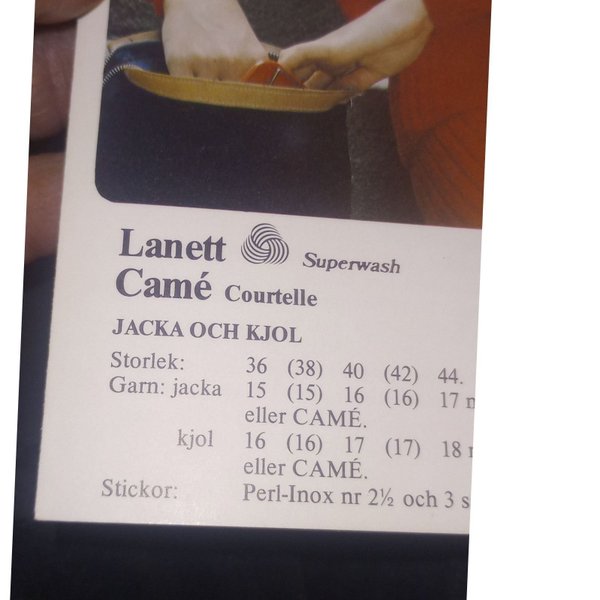 Lanett Superwash
Camé Courtelle
JACKA OCH KJOL
Storlek: 36 (38) 40 (42) 44.
Garn: jacka 15 (15) 16 (16) 17
eller CAMÉ.
kjol 16 (16) 17 (17) 18
eller CAMÉ.
Stickor: Perl-Inox nr 2½ och 3